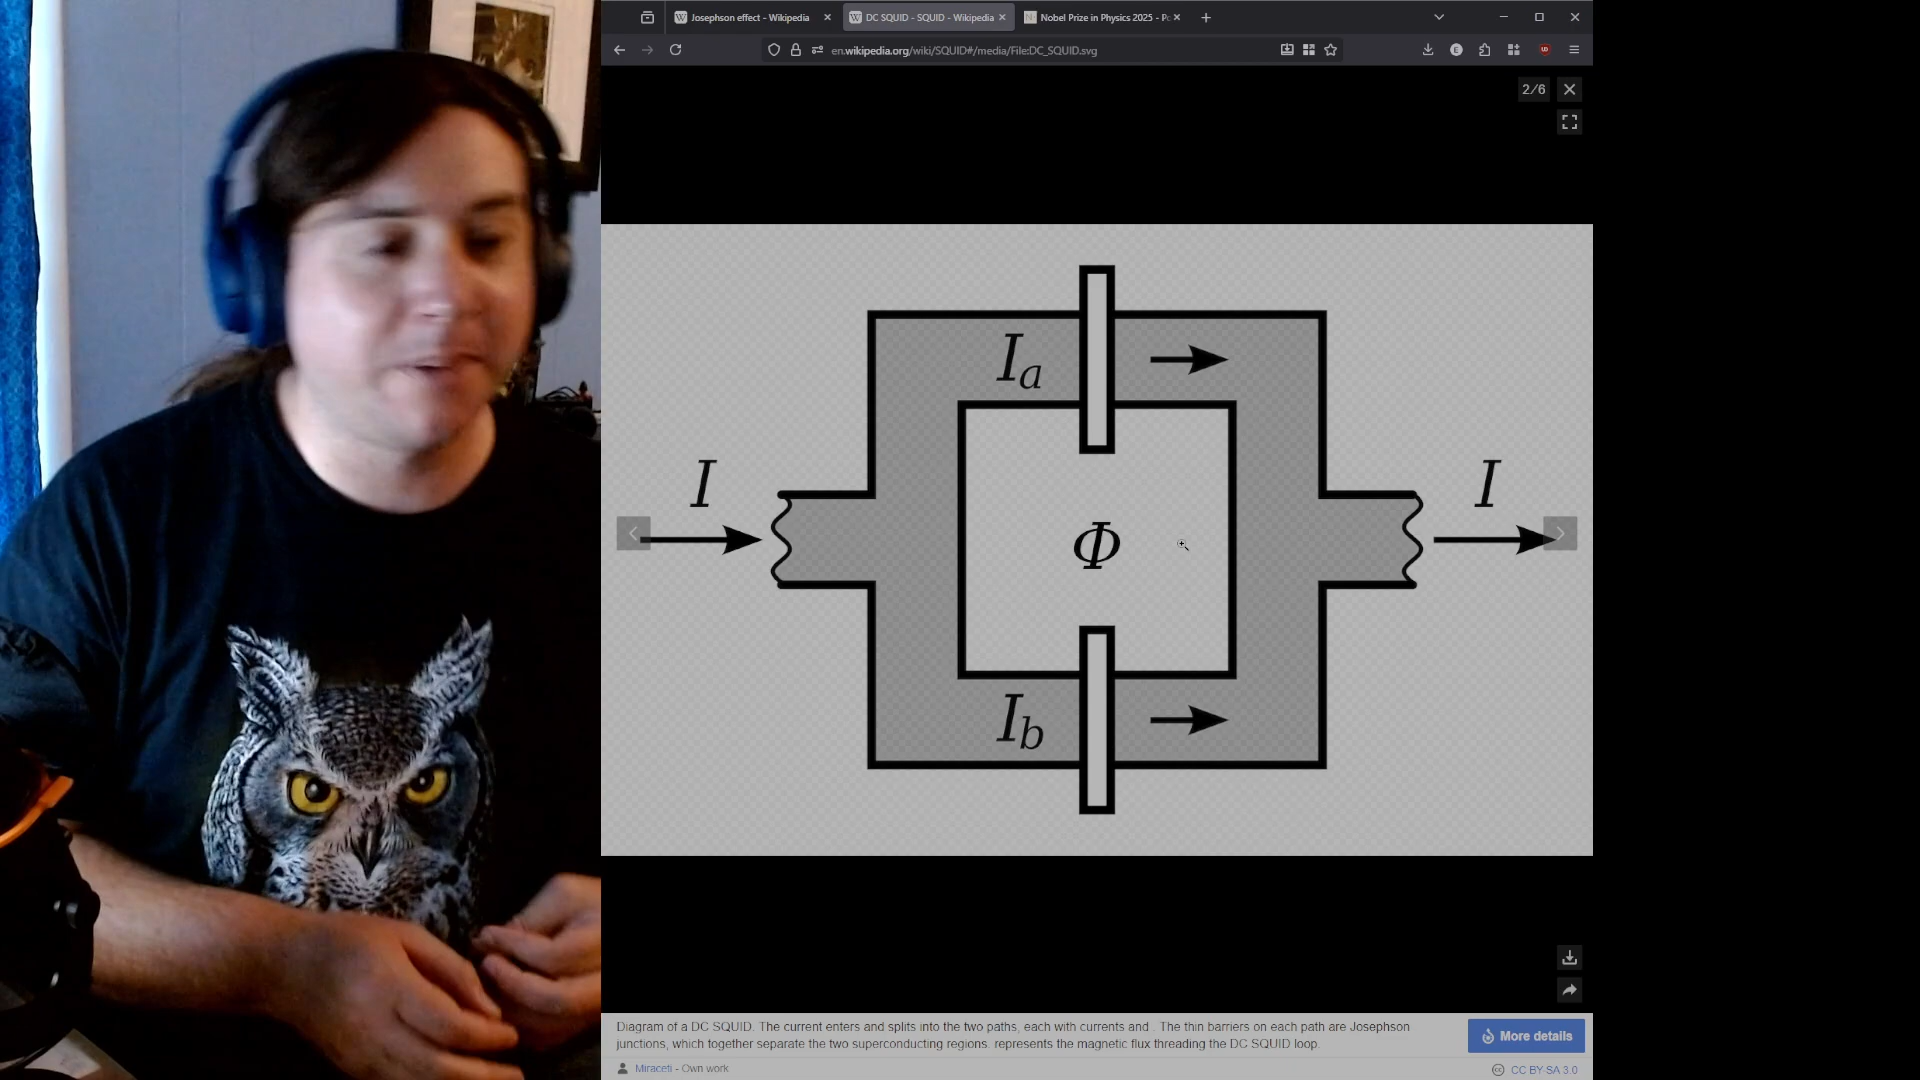 Josephson effect - Wikipedia
DC SQUID - SQUID - Wikipedia
Nobel Prize in Physics 2025 - Po
en.wikipedia.org/wiki/SQUID#/media/File:DC_SQUID.svg
2/6
Ia
I
I
Φ
Ib
Diagram of a DC SQUID. The current enters and splits into the two paths, each with currents and . The thin barriers on each path are Josephson
junctions, which together separate the two superconducting regions. represents the magnetic flux threading the DC SQUID loop.
More details
Miraceti - Own work
CC BY-SA 3.0